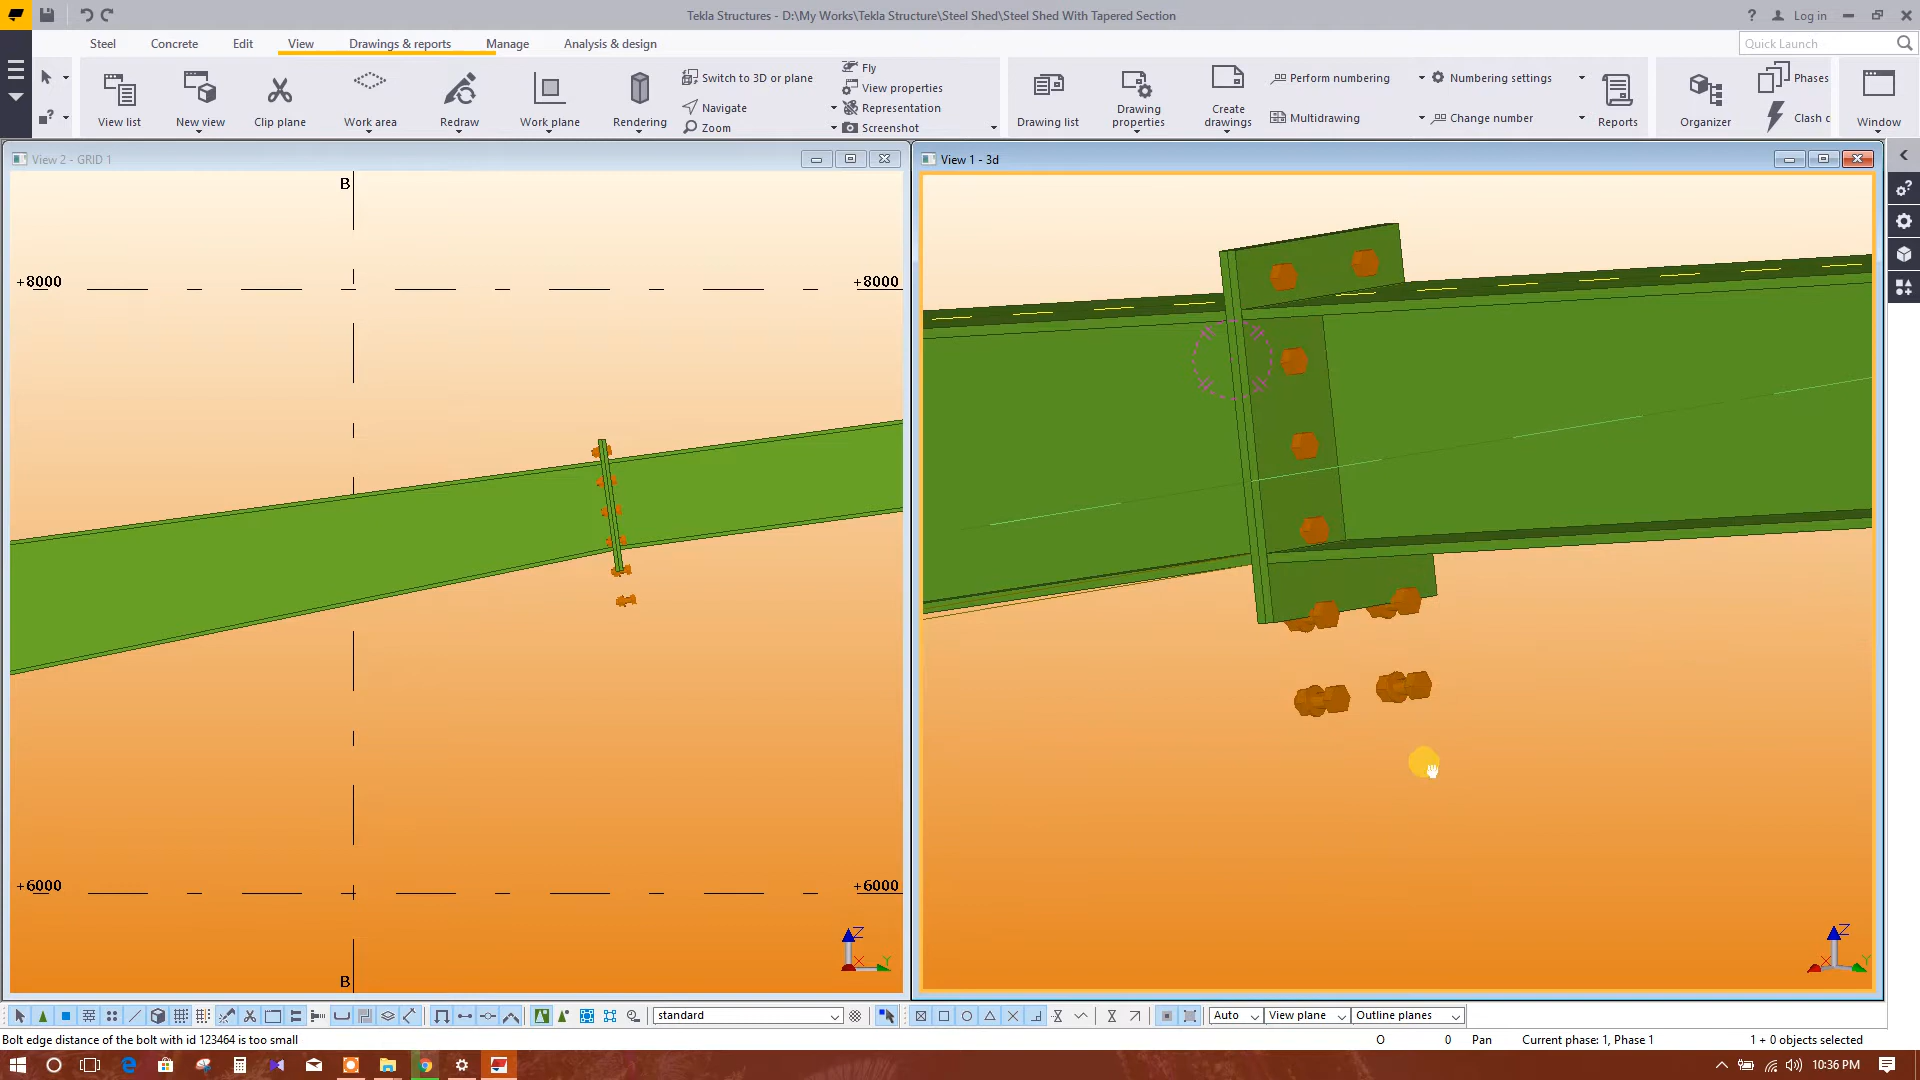 Tekla Structures - D:\My Works\Tekla Structure\Steel Shed\Steel Shed With Tapered Section
? Log in
Steel Concrete Edit View Drawings & reports Manage Analysis & design
Quick Launch
View list
New view
Clip plane
Work area
Redraw
Work plane
Rendering
Switch to 3D or plane
Navigate
Zoom
Fly
View properties
Representation
Screenshot
Drawing list
Drawing properties
Create drawings
Perform numbering
Multidrawing
Numbering settings
Change number
Reports
Organizer
Phases
Clash c
Window
View 2 - GRID 1
View 1 - 3d
B
+8000
+8000
+6000
+6000
B
Z
X
Y
Z
X
Y
standard
Auto
View plane
Outline planes
Bolt edge distance of the bolt with id 123464 is too small
O
0
Pan
Current phase: 1, Phase 1
1 + 0 objects selected
10:36 PM